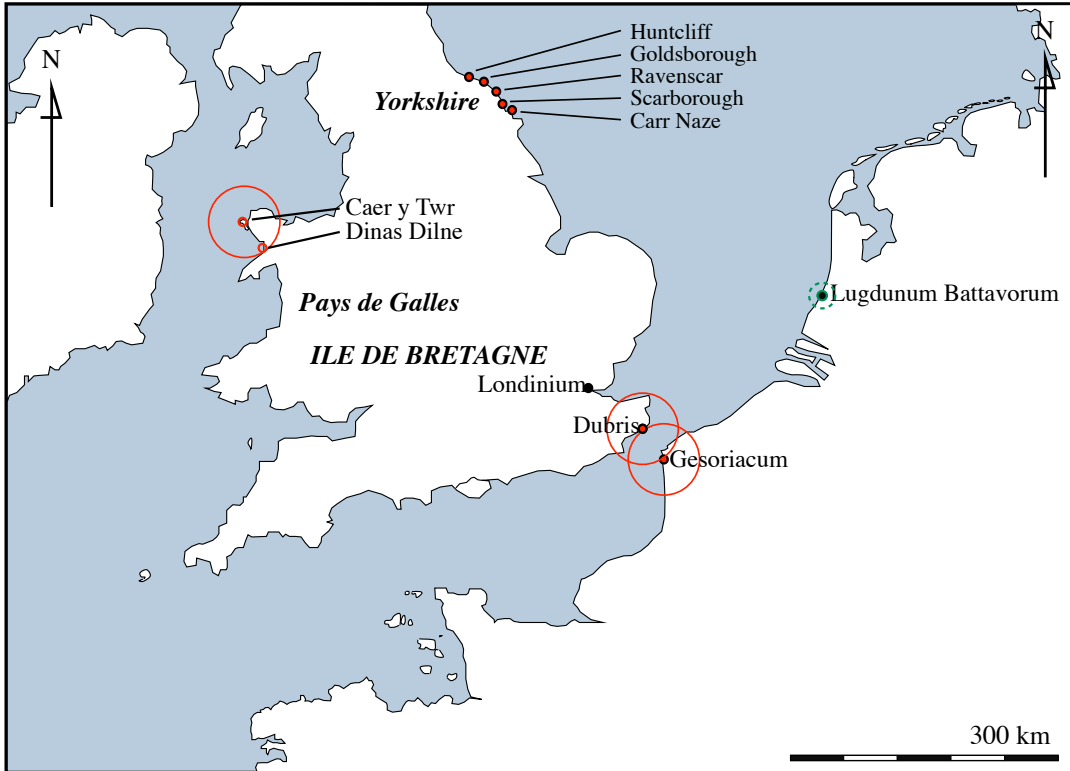 Huntcliff
N
N
Goldsborough
Ravenscar
Yorkshire
Scarborough
Carr Naze
Caer y Twr
Dinas Dilne
Lugdunum Battavorum
Pays de Galles
ILE DE BRETAGNE
Londinium
Dubris
Gesoriacum
300 km